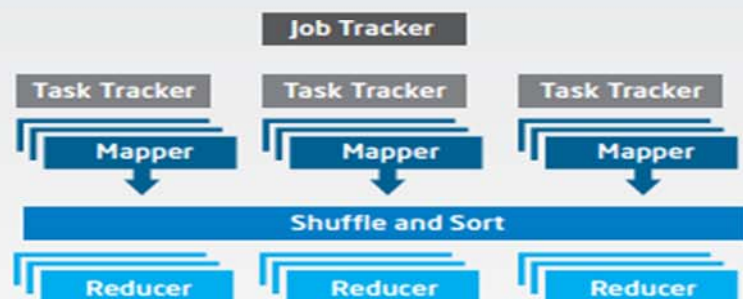 Job Tracker
Task Tracker Task Tracker Task Tracker
Mapper Mapper Mapper
Shuffle and Sort
Reducer Reducer Reducer